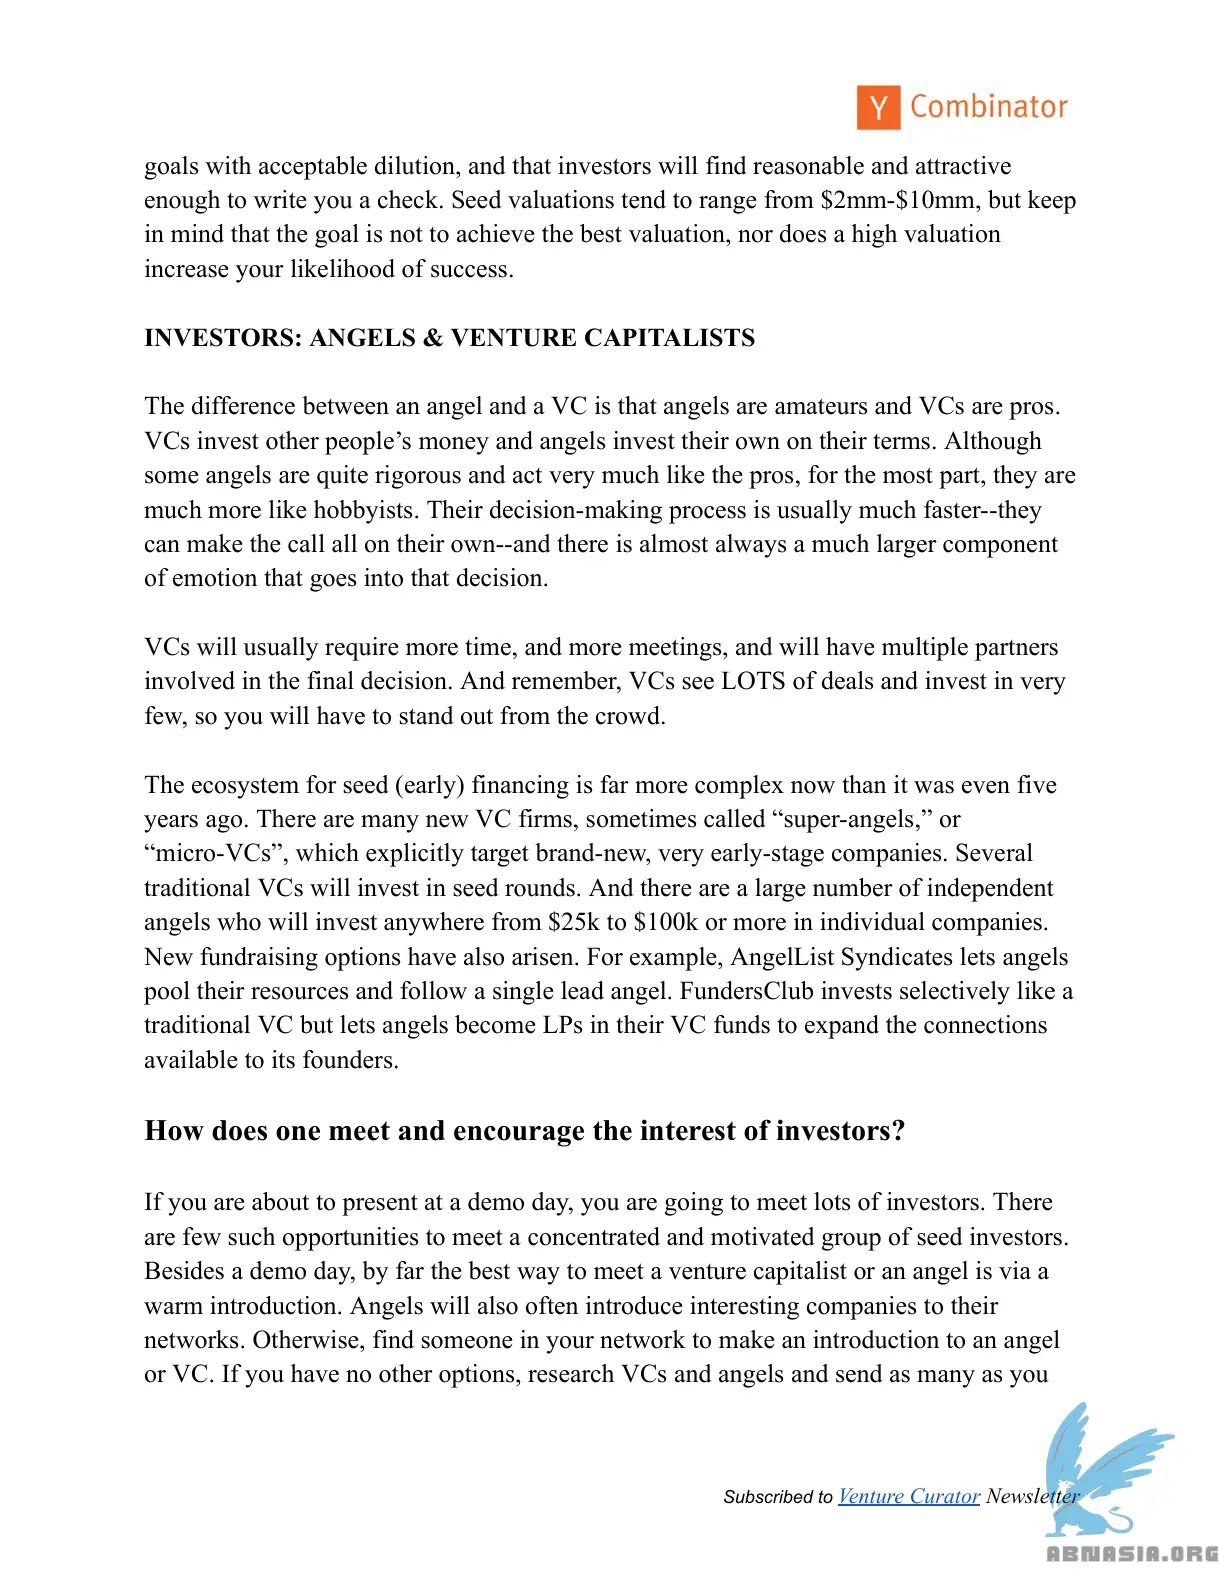 Y Combinator
goals with acceptable dilution, and that investors will find reasonable and attractive
enough to write you a check. Seed valuations tend to range from $2mm-$10mm, but keep
in mind that the goal is not to achieve the best valuation, nor does a high valuation
increase your likelihood of success.
INVESTORS: ANGELS & VENTURE CAPITALISTS
The difference between an angel and a VC is that angels are amateurs and VCs are pros.
VCs invest other people’s money and angels invest their own on their terms. Although
some angels are quite rigorous and act very much like the pros, for the most part, they are
much more like hobbyists. Their decision-making process is usually much faster--they
can make the call all on their own--and there is almost always a much larger component
of emotion that goes into that decision.
VCs will usually require more time, and more meetings, and will have multiple partners
involved in the final decision. And remember, VCs see LOTS of deals and invest in very
few, so you will have to stand out from the crowd.
The ecosystem for seed (early) financing is far more complex now than it was even five
years ago. There are many new VC firms, sometimes called “super-angels,” or
“micro-VCs”, which explicitly target brand-new, very early-stage companies. Several
traditional VCs will invest in seed rounds. And there are a large number of independent
angels who will invest anywhere from $25k to $100k or more in individual companies.
New fundraising options have also arisen. For example, AngelList Syndicates lets angels
pool their resources and follow a single lead angel. FundersClub invests selectively like a
traditional VC but lets angels become LPs in their VC funds to expand the connections
available to its founders.
How does one meet and encourage the interest of investors?
If you are about to present at a demo day, you are going to meet lots of investors. There
are few such opportunities to meet a concentrated and motivated group of seed investors.
Besides a demo day, by far the best way to meet a venture capitalist or an angel is via a
warm introduction. Angels will also often introduce interesting companies to their
networks. Otherwise, find someone in your network to make an introduction to an angel
or VC. If you have no other options, research VCs and angels and send as many as you
Subscribed to Venture Curator Newsletter
ABNASIA.ORG